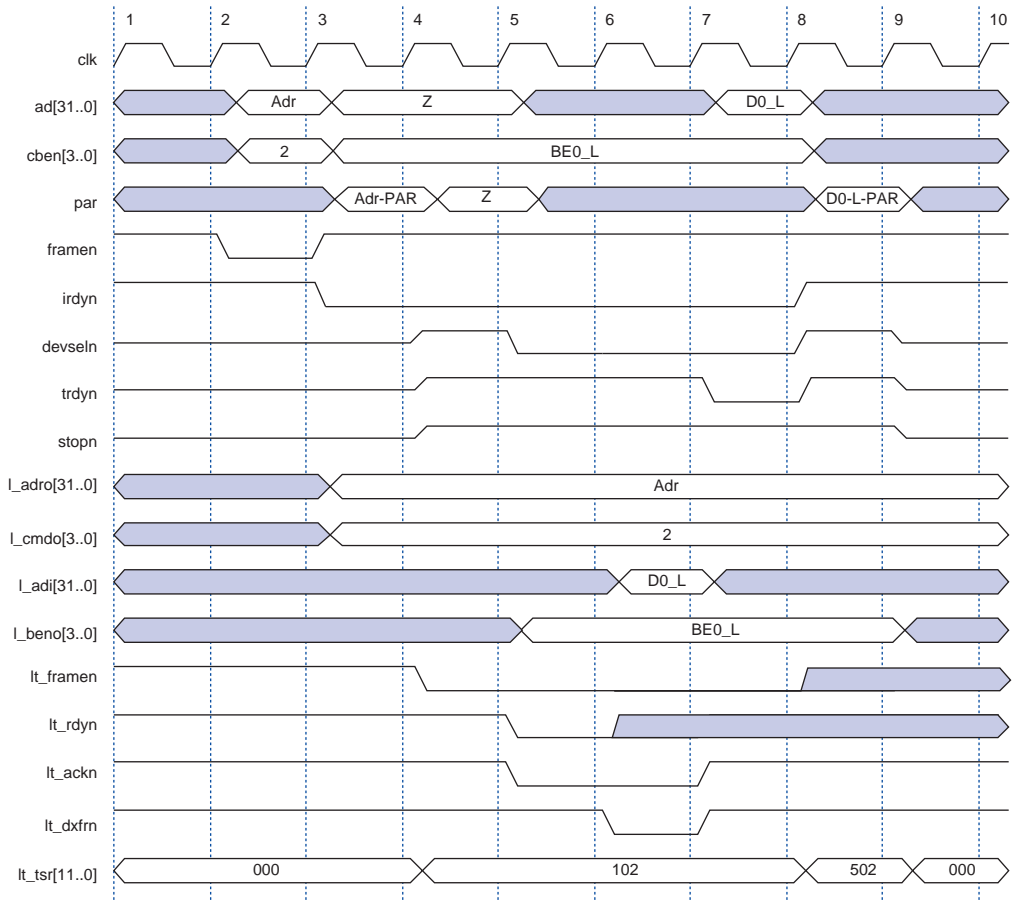 1 2 3 4 5 6 7 8 9 10
clk
ad[31..0] Adr Z D0_L
cben[3..0] 2 BE0_L
par Adr-PAR Z D0-L-PAR
framen
irdyn
devseln
trdyn
stopn
l_adro[31..0] Adr
l_cmdo[3..0] 2
l_adi[31..0] D0_L
l_beno[3..0] BE0_L
lt_framen
lt_rdyn
lt_ackn
lt_dxfrn
lt_tsr[11..0] 000 102 502 000